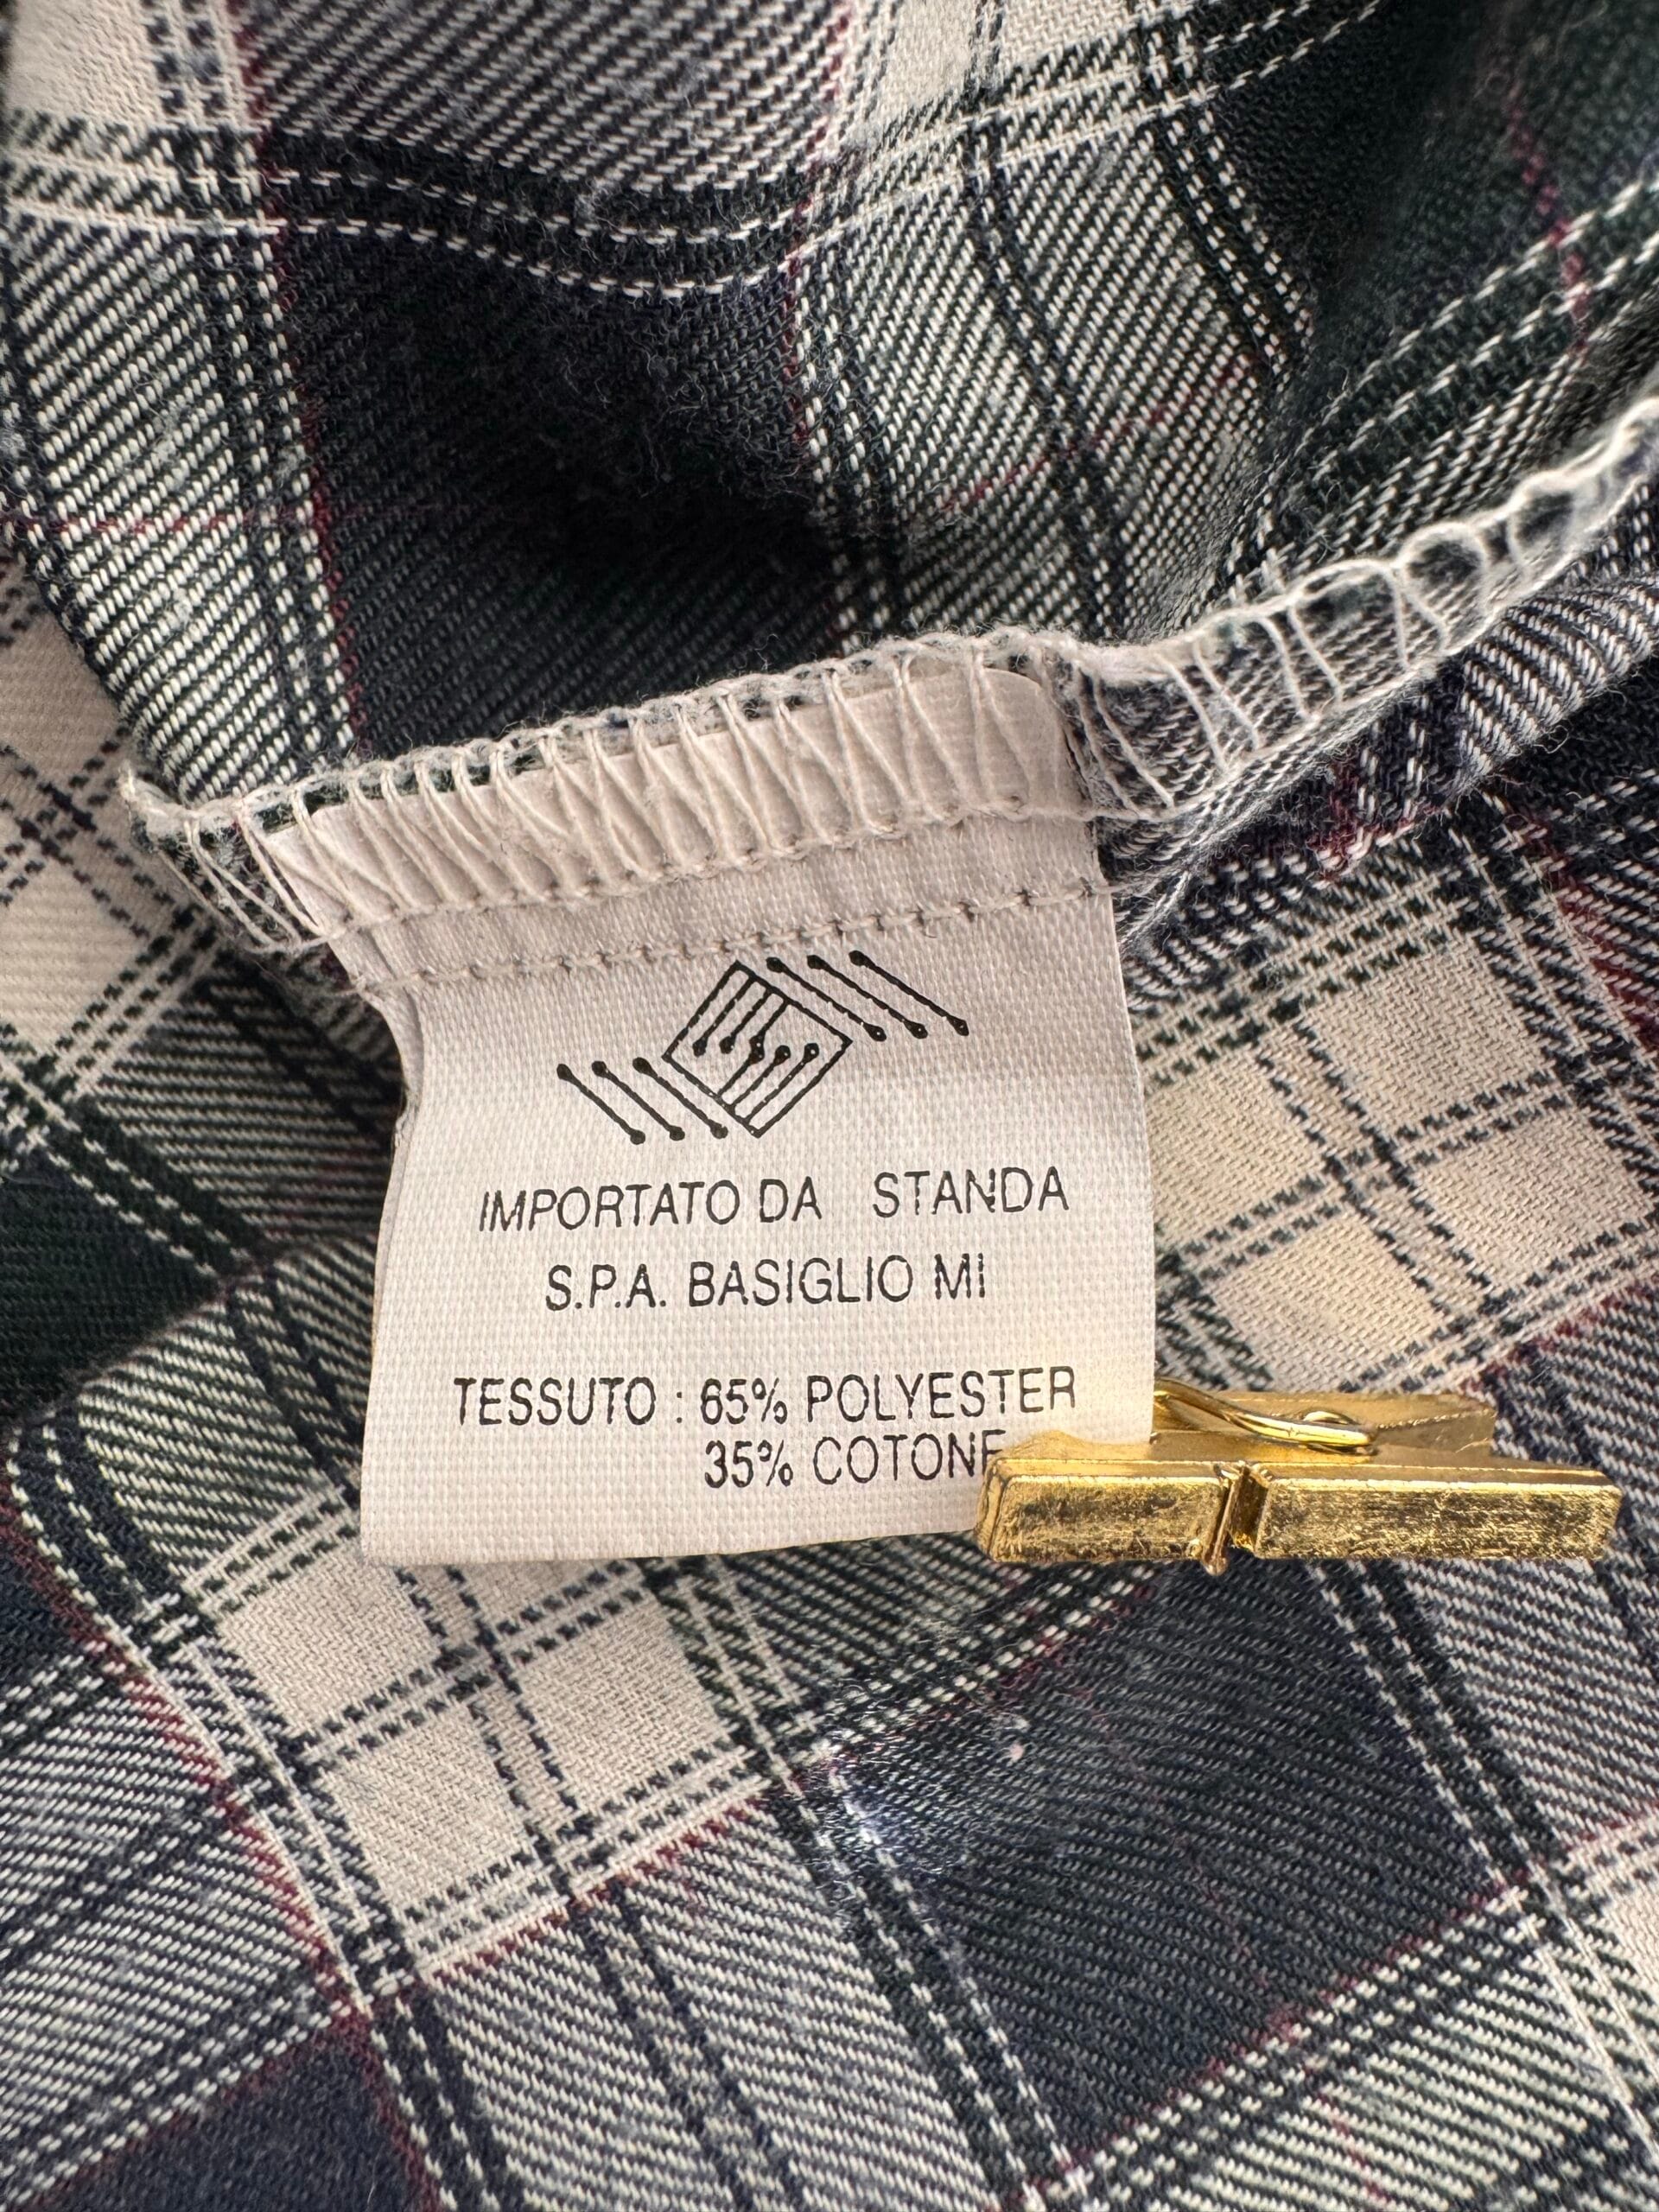 IMPORTATO DA STANDA
S.P.A. BASIGLIO MI
TESSUTO : 65% POLYESTER
35% COTONE